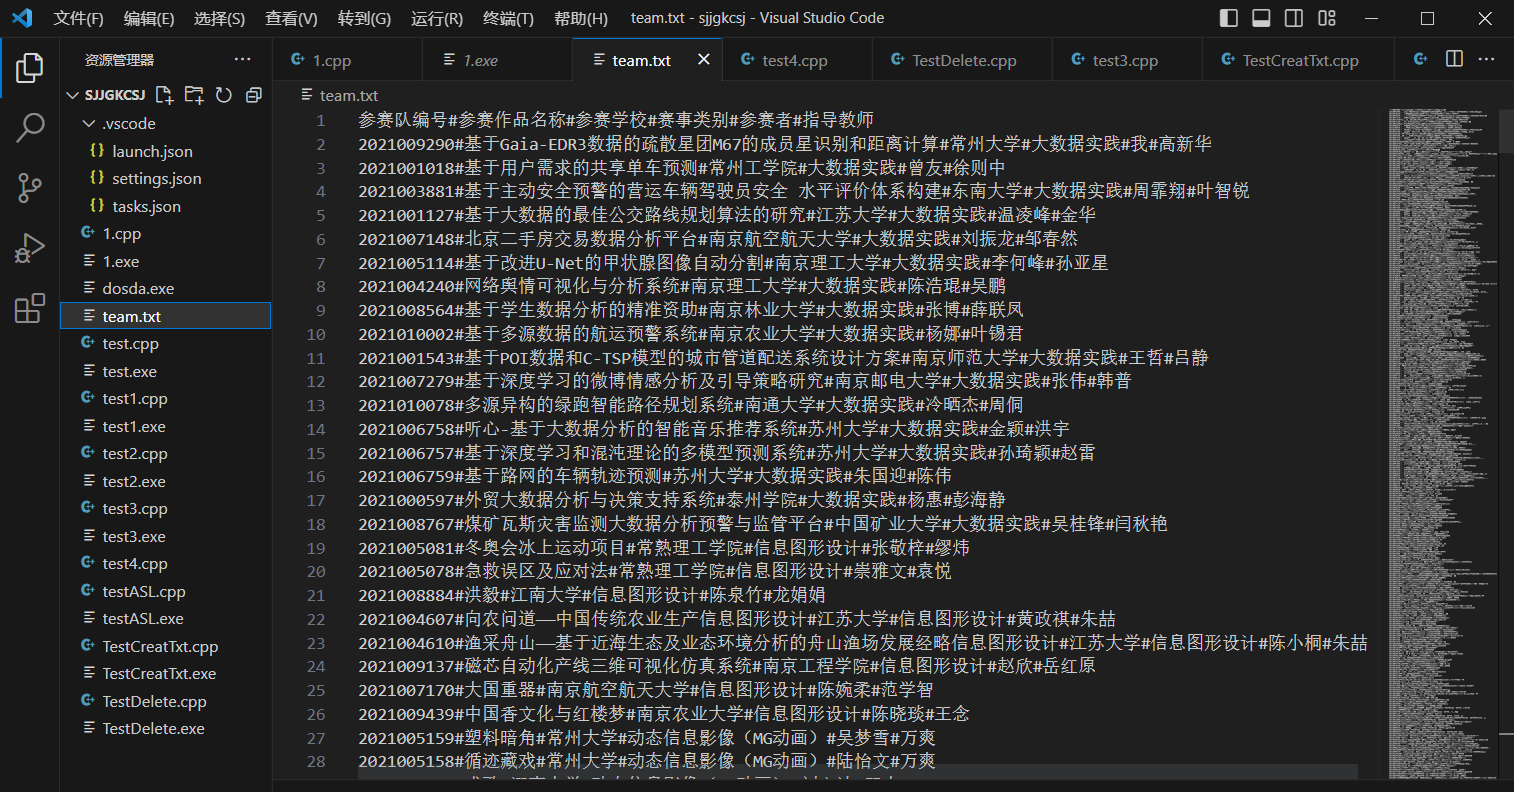 文件(F) 编辑(E) 选择(S) 查看(V) 转到(G) 运行(R) 终端(T) 帮助(H) team.txt - sjjgkcsj - Visual Studio Code
资源管理器
1.cpp 1.exe team.txt test4.cpp TestDelete.cpp test3.cpp TestCreatTxt.cpp
SJJGKCSJ
.vscode
launch.json
settings.json
tasks.json
1.cpp
1.exe
dosda.exe
team.txt
test.cpp
test.exe
test1.cpp
test1.exe
test2.cpp
test2.exe
test3.cpp
test3.exe
test4.cpp
testASL.cpp
testASL.exe
TestCreatTxt.cpp
TestCreatTxt.exe
TestDelete.cpp
TestDelete.exe
team.txt
1 参赛队编号#参赛作品名称#参赛学校#赛事类别#参赛者#指导教师
2 2021009290#基于Gaia-EDR3数据的疏散星团M67的成员星识别和距离计算#常州大学#大数据实践#我#高新华
3 2021001018#基于用户需求的共享单车预测#常州工学院#大数据实践#曾友#徐则中
4 2021003881#基于主动安全预警的营运车辆驾驶员安全 水平评价体系构建#东南大学#大数据实践#周霏翔#叶智锐
5 2021001127#基于大数据的最佳公交路线规划算法的研究#江苏大学#大数据实践#温凌峰#金华
6 2021007148#北京二手房交易数据分析平台#南京航空航天大学#大数据实践#刘振龙#邹春然
7 2021005114#基于改进U-Net的甲状腺图像自动分割#南京理工大学#大数据实践#李何峰#孙亚星
8 2021004240#网络舆情可视化与分析系统#南京理工大学#大数据实践#陈浩琨#吴鹏
9 2021008564#基于学生数据分析的精准资助#南京林业大学#大数据实践#张博#薛联凤
10 2021010002#基于多源数据的航运预警系统#南京农业大学#大数据实践#杨娜#叶锡君
11 2021001543#基于POI数据和C-TSP模型的城市管道配送系统设计方案#南京师范大学#大数据实践#王哲#吕静
12 2021007279#基于深度学习的微博情感分析及引导策略研究#南京邮电大学#大数据实践#张伟#韩普
13 2021010078#多源异构的绿跑智能路径规划系统#南通大学#大数据实践#冷晒杰#周侗
14 2021006758#听心-基于大数据分析的智能音乐推荐系统#苏州大学#大数据实践#金颖#洪宇
15 2021006757#基于深度学习和混沌理论的多模型预测系统#苏州大学#大数据实践#孙琦颖#赵雷
16 2021006759#基于路网的车辆轨迹预测#苏州大学#大数据实践#朱国迎#陈伟
17 2021000597#外贸大数据分析与决策支持系统#泰州学院#大数据实践#杨惠#彭海静
18 2021008767#煤矿瓦斯灾害监测大数据分析预警与监管平台#中国矿业大学#大数据实践#吴桂锋#闫秋艳
19 2021005081#冬奥会冰上运动项目#常熟理工学院#信息图形设计#张敬梓#缪炜
20 2021005078#急救误区及应对法#常熟理工学院#信息图形设计#崇雅文#袁悦
21 2021008884#洪毅#江南大学#信息图形设计#陈泉竹#龙娟娟
22 2021004607#向农问道——中国传统农业生产信息图形设计#江苏大学#信息图形设计#黄政祺#朱喆
23 2021004610#渔采舟山——基于近海生态及业态环境分析的舟山渔场发展经略信息图形设计#江苏大学#信息图形设计#陈小桐#朱喆
24 2021009137#磁芯自动化产线三维可视化仿真系统#南京工程学院#信息图形设计#赵欣#岳红原
25 2021007170#大国重器#南京航空航天大学#信息图形设计#陈婉柔#范学智
26 2021009439#中国香文化与红楼梦#南京农业大学#信息图形设计#陈晓琰#王念
27 2021005159#塑料暗角#常州大学#动态信息影像（MG动画）#吴梦雪#万爽
28 2021005158#循迹藏戏#常州大学#动态信息影像（MG动画）#陆怡文#万爽